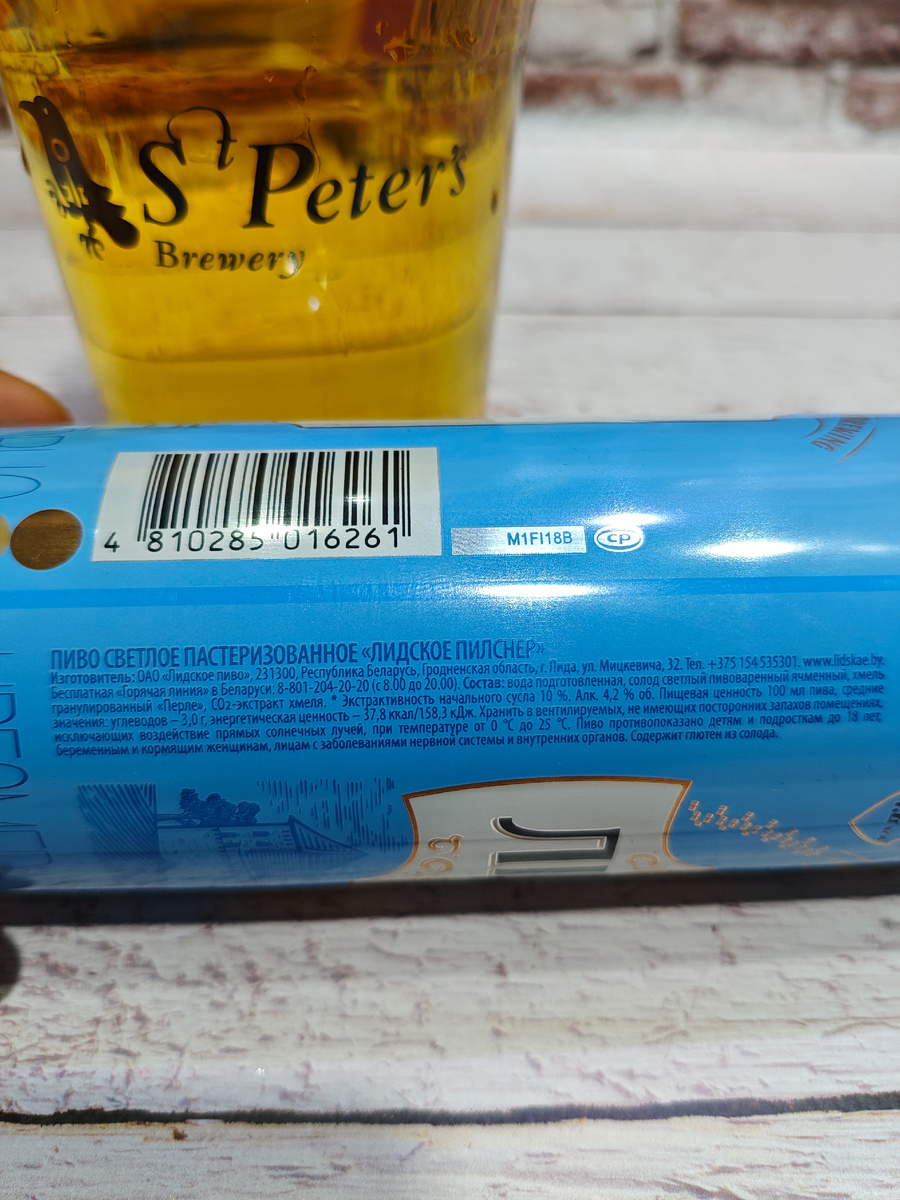 St Peter's
Brewery
BREWING
4 810285 016261
M1FI18B
CP
ПИВО СВЕТЛОЕ ПАСТЕРИЗОВАННОЕ «ЛИДСКОЕ ПИЛСНЕР»
Изготовитель: ОАО «Лидское пиво», 231300, Республика Беларусь, Гродненская область, г. Лида, ул. Мицкевича, 32. Тел. +375 154 535301. www.lidskae.by.
Бесплатная «Горячая линия» в Беларуси: 8-801-204-20-20 (с 8.00 до 20.00). Состав: вода подготовленная, солод светлый пивоваренный ячменный, хмель
гранулированный «Перле», СО2-экстракт хмеля. * Экстрактивность начального сусла 10 %. Алк. 4,2 % об. Пищевая ценность 100 мл пива, средние
значения: углеводов – 3,0 г, энергетическая ценность – 37,8 ккал/158,3 кДж. Хранить в вентилируемых, не имеющих посторонних запахов помещениях,
исключающих воздействие прямых солнечных лучей, при температуре от 0 °С до 25 °С. Пиво противопоказано детям и подросткам до 18 лет,
беременным и кормящим женщинам, лицам с заболеваниями нервной системы и внутренних органов. Содержит глютен из солода.